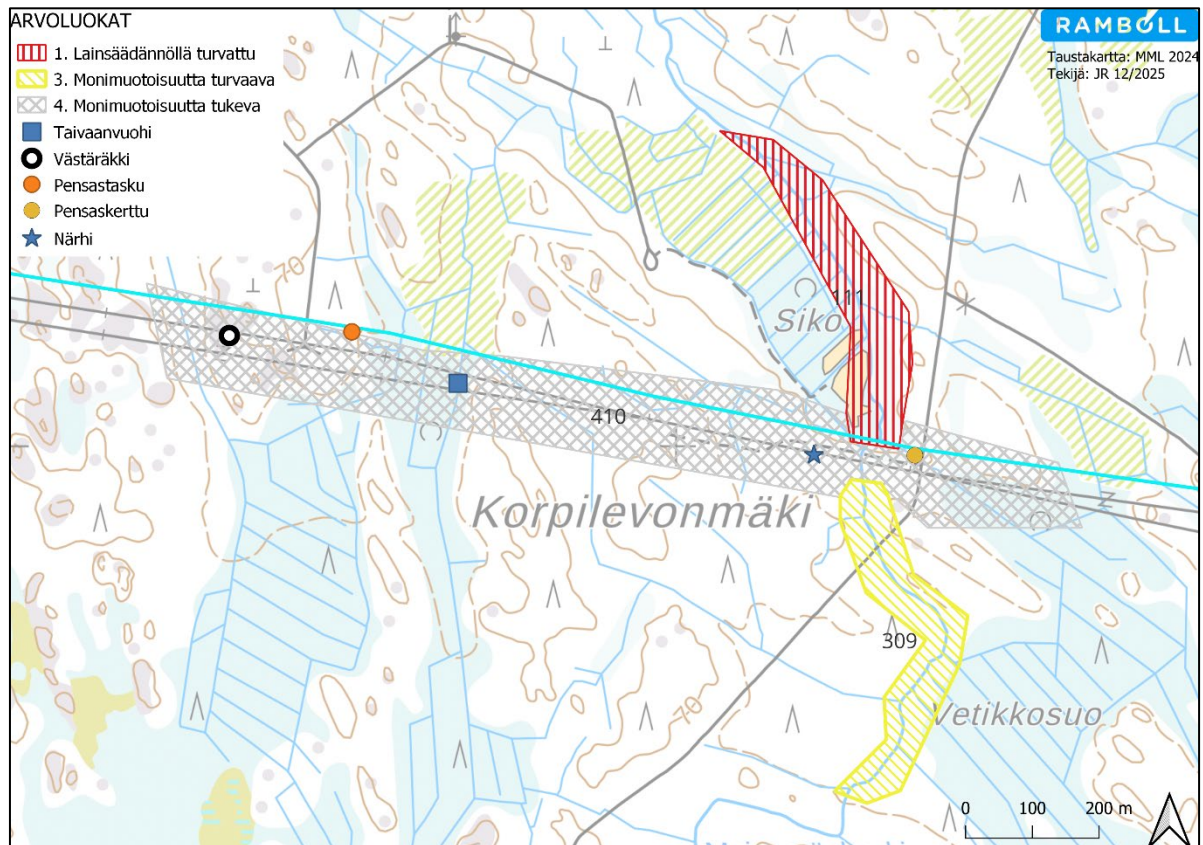 ARVOLUOKAT
1. Lainsäädännöllä turvattu
3. Monimuotoisuutta turvaava
4. Monimuotoisuutta tukeva
Taivaanvuohi
Västäräkki
Pensastasku
Pensaskerttu
Närhi
RAMBOLL
Taustakartta: MML 2024
Tekijä: JR 12/2025
70
111
Siko
410
Korpilevonmäki
309
70
Vetikkosuo
0 100 200 m